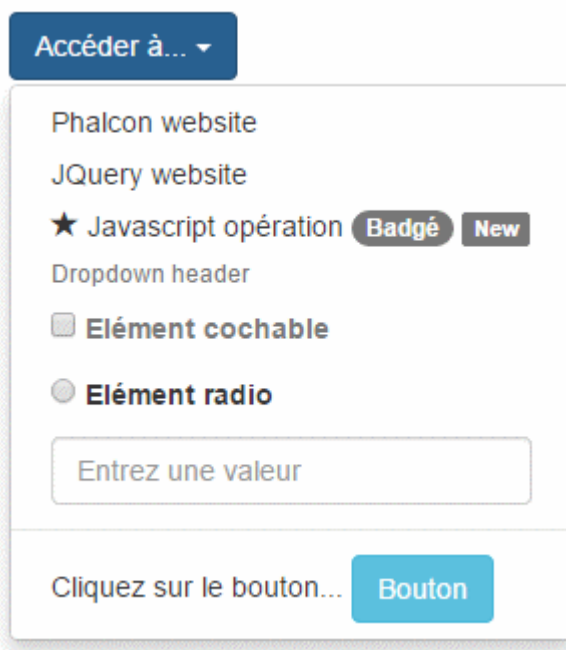 Accéder à...
Phalcon website
JQuery website
Javascript opération Badgé New
Dropdown header
Elément cochable
Elément radio
Entrez une valeur
Cliquez sur le bouton... Bouton